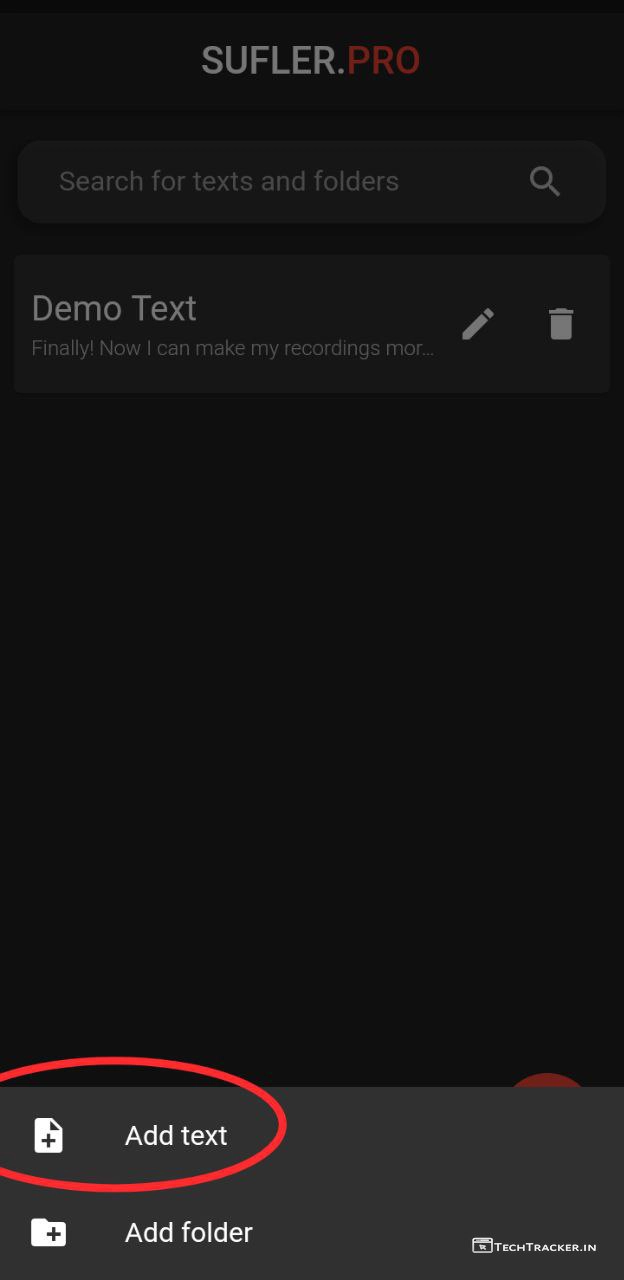 SUFLER.PRO
Search for texts and folders
Demo Text
Finally! Now I can make my recordings mor...
Add text
Add folder
TECHTRACKER.IN